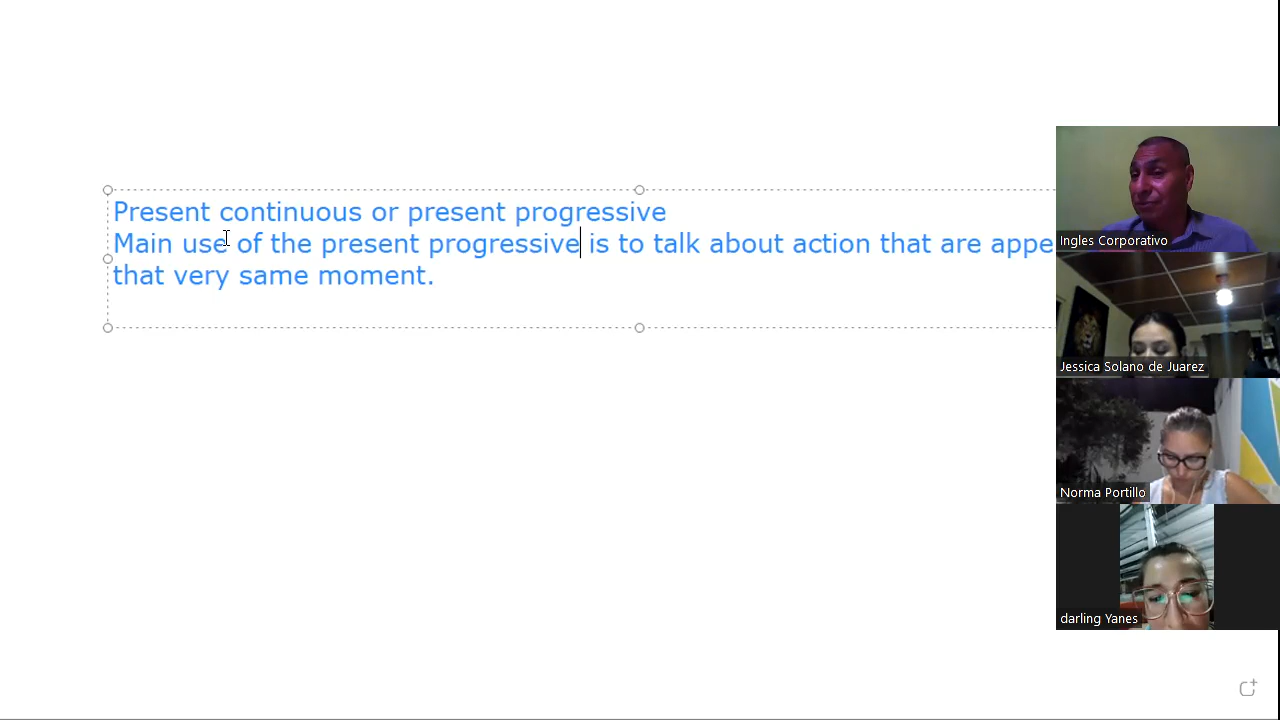 Present continuous or present progressive
Main use of the present progressive is to talk about action that are appe
that very same moment.
Ingles Corporativo
Jessica Solano de Juarez
Norma Portillo
darling Yanes